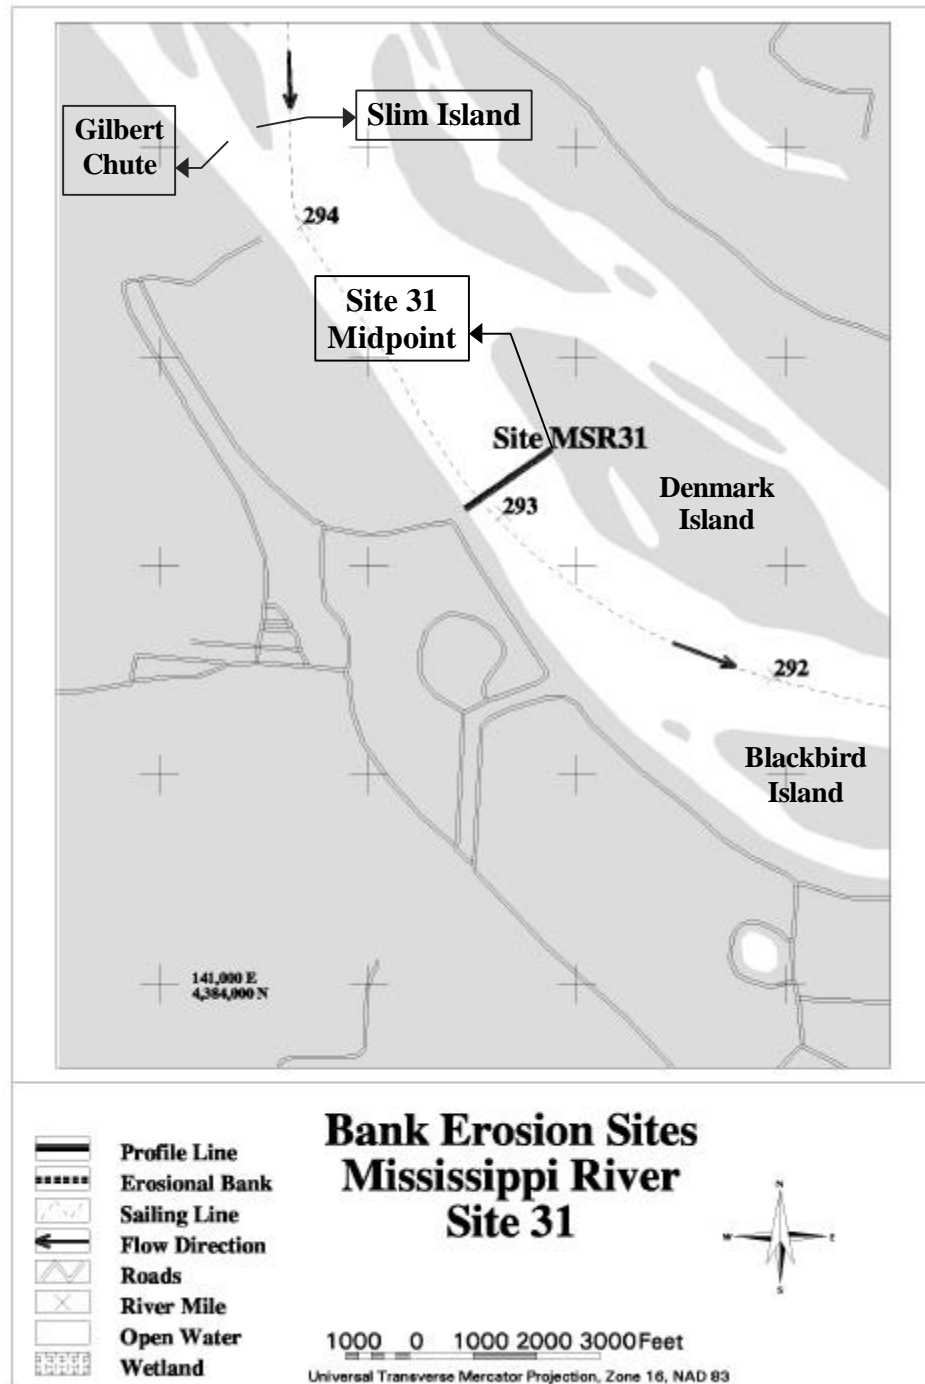 Gilbert
Chute
Slim Island
294
Site 31
Midpoint
Site MSR31
293
Denmark
Island
292
Blackbird
Island
141,000 E
4,384,000 N
Profile Line
Erosional Bank
Sailing Line
Flow Direction
Roads
River Mile
Open Water
Wetland
Bank Erosion Sites
Mississippi River
Site 31
N
W E
S
1000 0 1000 2000 3000 Feet
Universal Transverse Mercator Projection, Zone 16, NAD 83